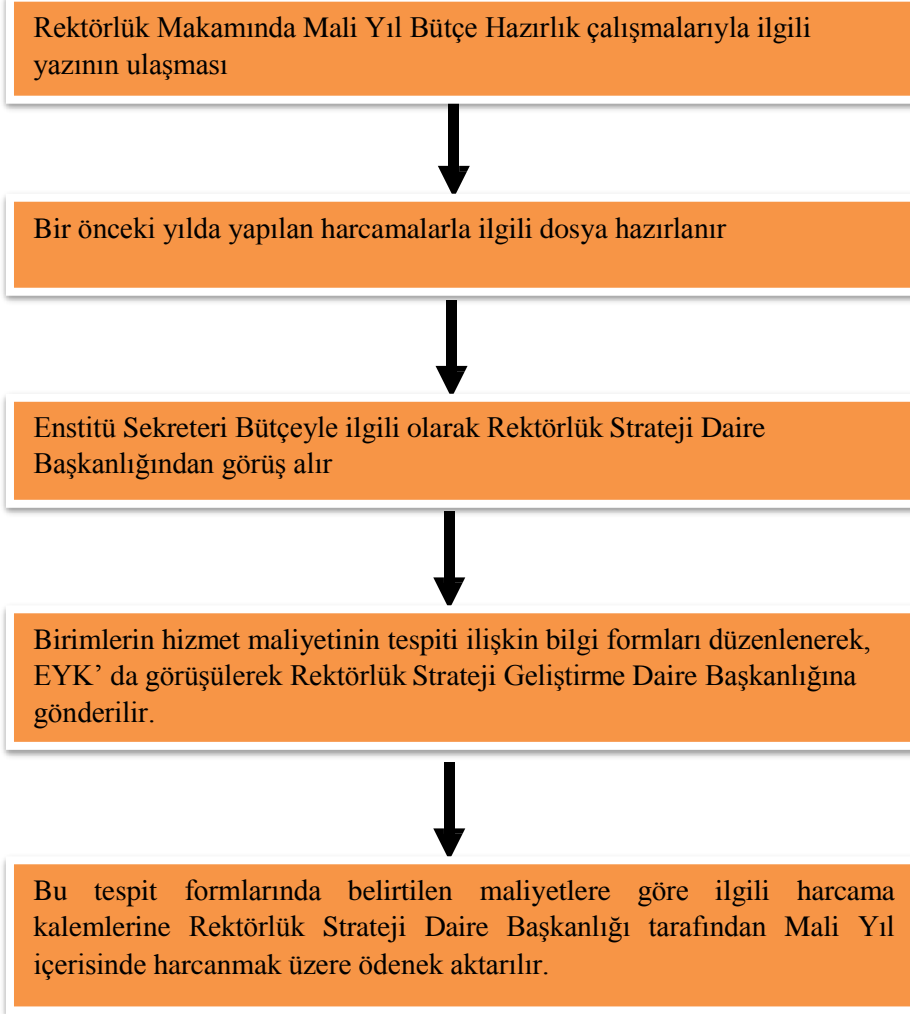 Rektörlük Makamında Mali Yıl Bütçe Hazırlık çalışmalarıyla ilgili
yazının ulaşması
Bir önceki yılda yapılan harcamalarla ilgili dosya hazırlanır
Enstitü Sekreteri Bütçeyle ilgili olarak Rektörlük Strateji Daire
Başkanlığından görüş alır
Birimlerin hizmet maliyetinin tespiti ilişkin bilgi formları düzenlenerek,
EYK’ da görüşülerek Rektörlük Strateji Geliştirme Daire Başkanlığına
gönderilir.
Bu tespit formlarında belirtilen maliyetlere göre ilgili harcama
kalemlerine Rektörlük Strateji Daire Başkanlığı tarafından Mali Yıl
içerisinde harcanmak üzere ödenek aktarılır.